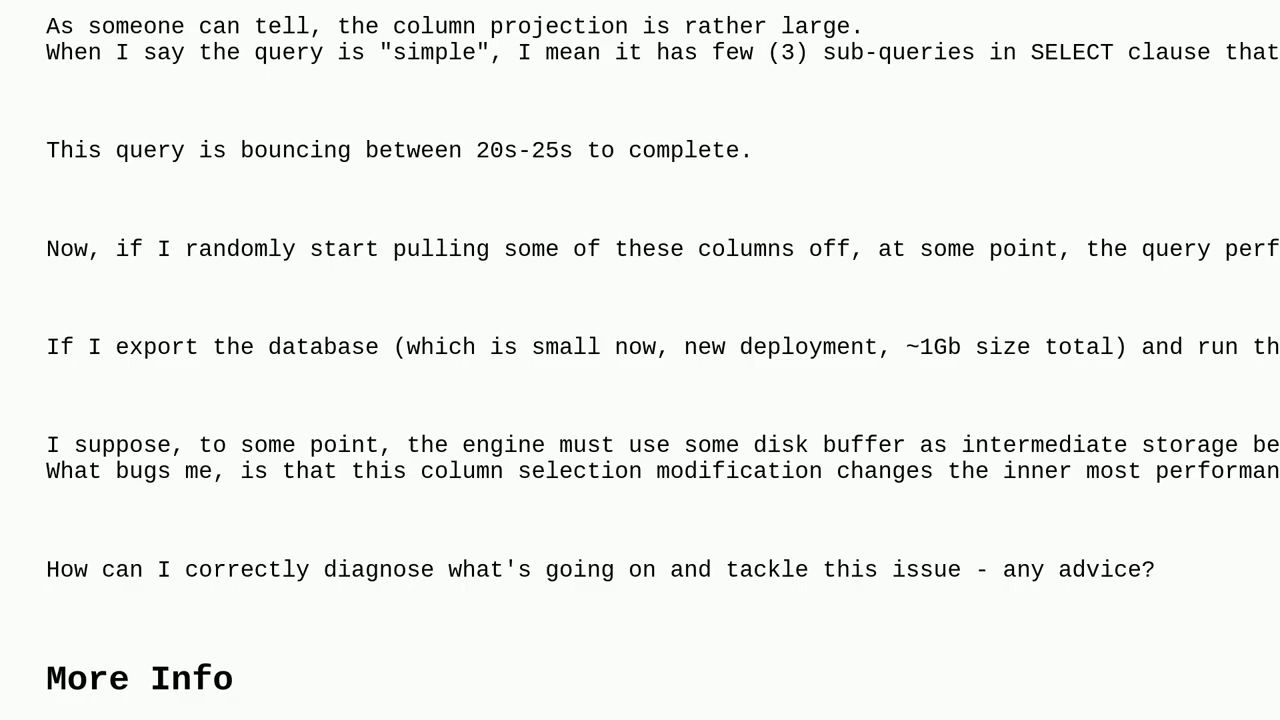 As someone can tell, the column projection is rather large.
When I say the query is "simple", I mean it has few (3) sub-queries in SELECT clause that
This query is bouncing between 20s-25s to complete.
Now, if I randomly start pulling some of these columns off, at some point, the query perf
If I export the database (which is small now, new deployment, ~1Gb size total) and run th
I suppose, to some point, the engine must use some disk buffer as intermediate storage be
What bugs me, is that this column selection modification changes the inner most performan
How can I correctly diagnose what's going on and tackle this issue - any advice?
More Info